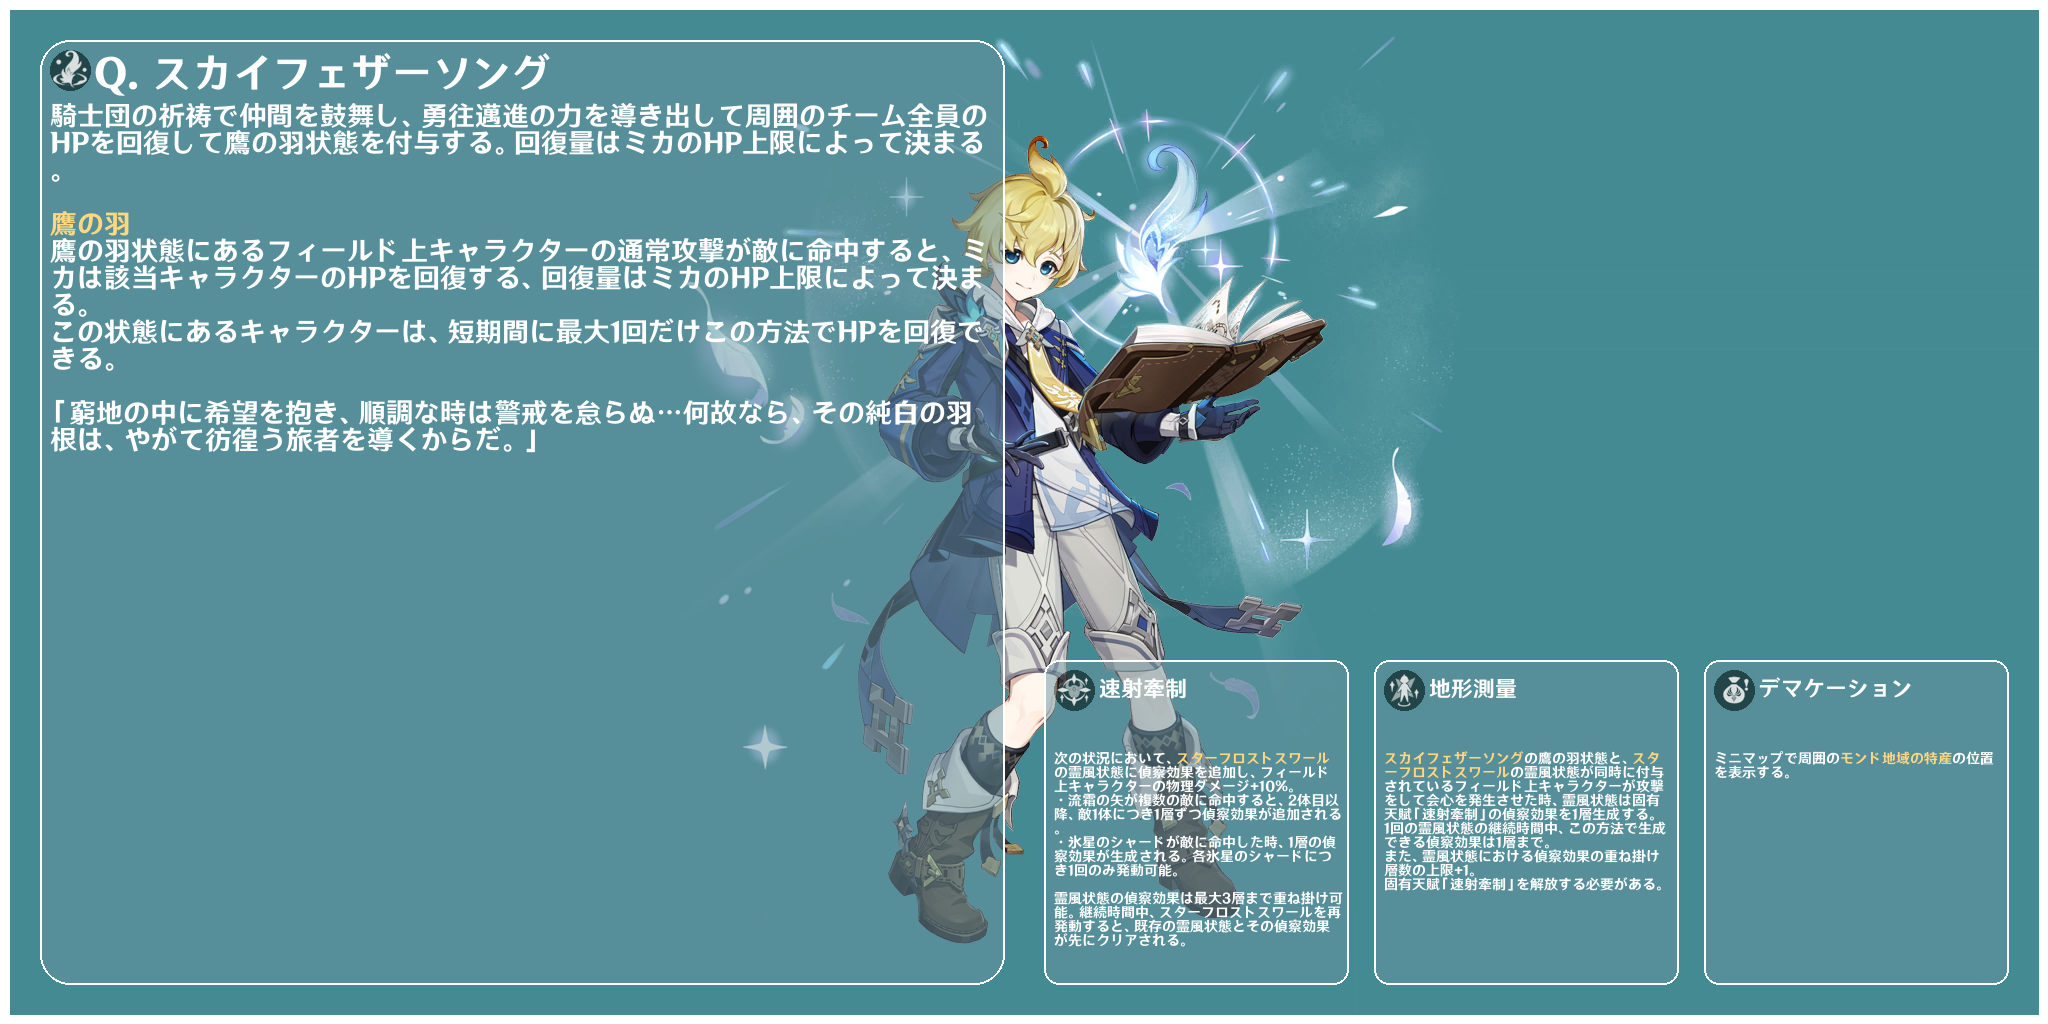 Q. スカイフェザーソング
騎士団の祈祷で仲間を鼓舞し、勇往邁進の力を導き出して周囲のチーム全員の
HPを回復して鷹の羽状態を付与する。回復量はミカのHP上限によって決まる
。
鷹の羽
鷹の羽状態にあるフィールド上キャラクターの通常攻撃が敵に命中すると、ミ
カは該当キャラクターのHPを回復する、回復量はミカのHP上限によって決ま
る。
この状態にあるキャラクターは、短期間に最大1回だけこの方法でHPを回復で
きる。
「窮地の中に希望を抱き、順調な時は警戒を怠らぬ…何故なら、その純白の羽
根は、やがて彷徨う旅者を導くからだ。」
速射牽制
次の状況において、スターフロストスワール
の霊風状態に偵察効果を追加し、フィールド
上キャラクターの物理ダメージ+10%。
・流霜の矢が複数の敵に命中すると、2体目以
降、敵1体につき1層ずつ偵察効果が追加される
。
・氷星のシャードが敵に命中した時、1層の偵
察効果が生成される。各氷星のシャードにつ
き1回のみ発動可能。
霊風状態の偵察効果は最大3層まで重ね掛け可
能。継続時間中、スターフロストスワールを再
発動すると、既存の霊風状態とその偵察効果
が先にクリアされる。
地形測量
スカイフェザーソングの鷹の羽状態と、スタ
ーフロストスワールの霊風状態が同時に付与
されているフィールド上キャラクターが攻撃
をして会心を発生させた時、霊風状態は固有
天賦「速射牽制」の偵察効果を1層生成する。
1回の霊風状態の継続時間中、この方法で生成
できる偵察効果は1層まで。
また、霊風状態における偵察効果の重ね掛け
層数の上限+1。
固有天賦「速射牽制」を解放する必要がある。
デマケーション
ミニマップで周囲のモンド地域の特産の位置
を表示する。